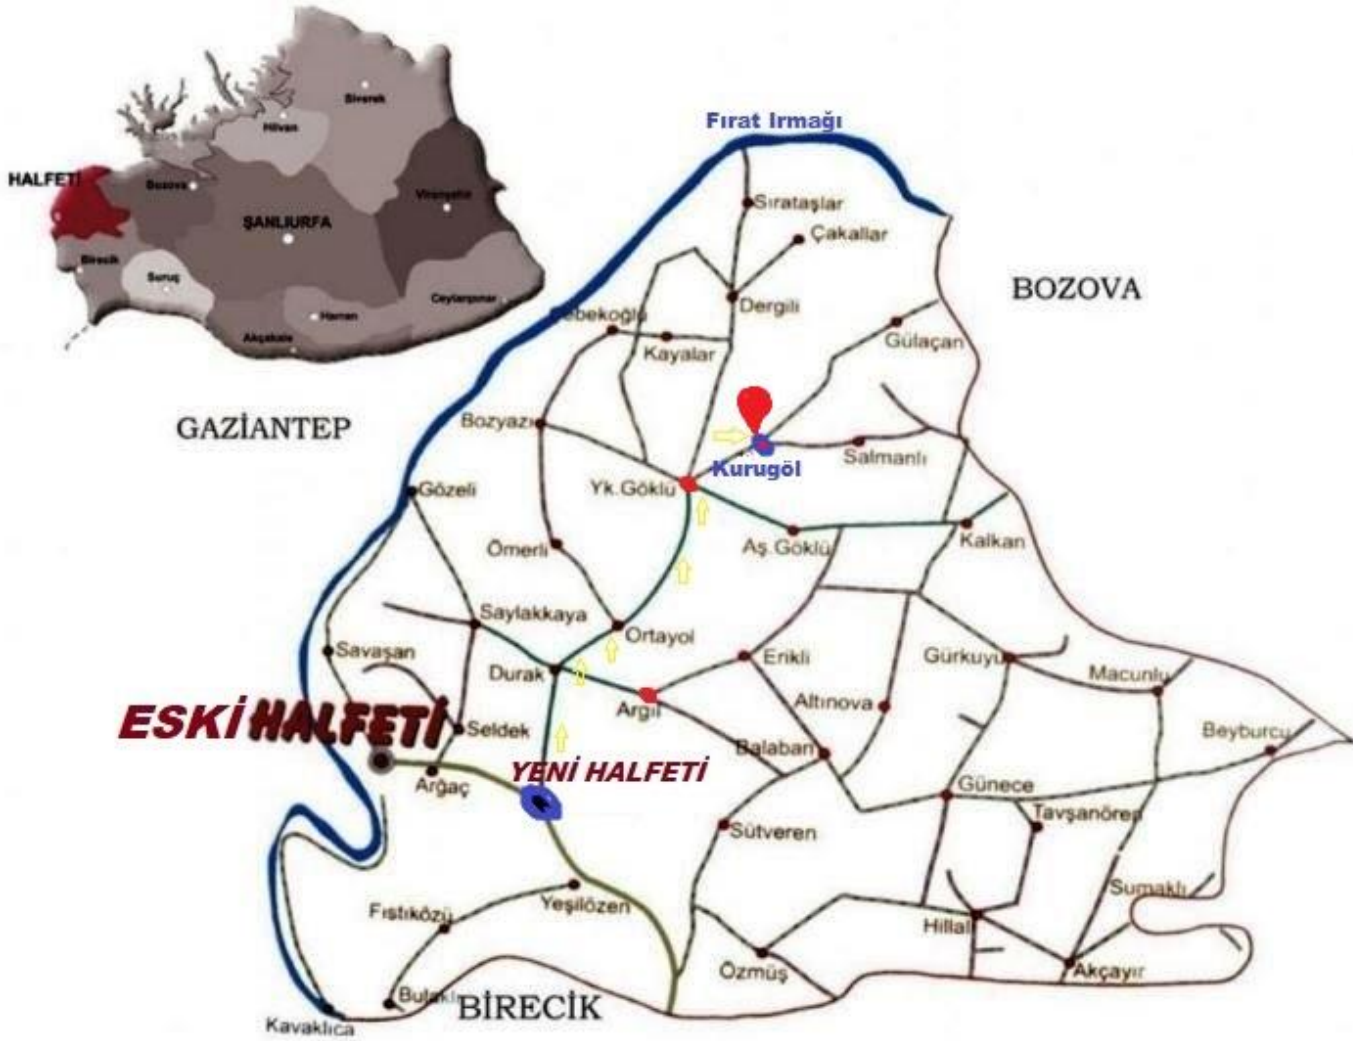 Siverek
Hilvan
HALFETİ
Bozova
Viranşehir
ŞANLIURFA
Birecik
Suruç
Ceylanpınar
Harran
Akçakale
Fırat Irmağı
Sırataşlar
Çakallar
BOZOVA
Dergili
Kayalar
Gülaçan
GAZİANTEP
Bozyazı
Salmanlı
Kurugöl
Yk.Göklü
Gözeli
Aş.Göklü
Kalkan
Ömerli
Saylakkaya
Ortayol
Savaşan
Durak
Erikli
Gürkuyu
Macunlu
Argıl
Altınova
ESKİ HALFETİ
Seldek
Balaban
Beyburcu
YENİ HALFETİ
Arğaç
Günece
Tavşanören
Sütveren
Sumaklı
Yeşilözen
Fıstıközü
Hillal
Özmüş
Akçayır
BİRECİK
Kavaklıca